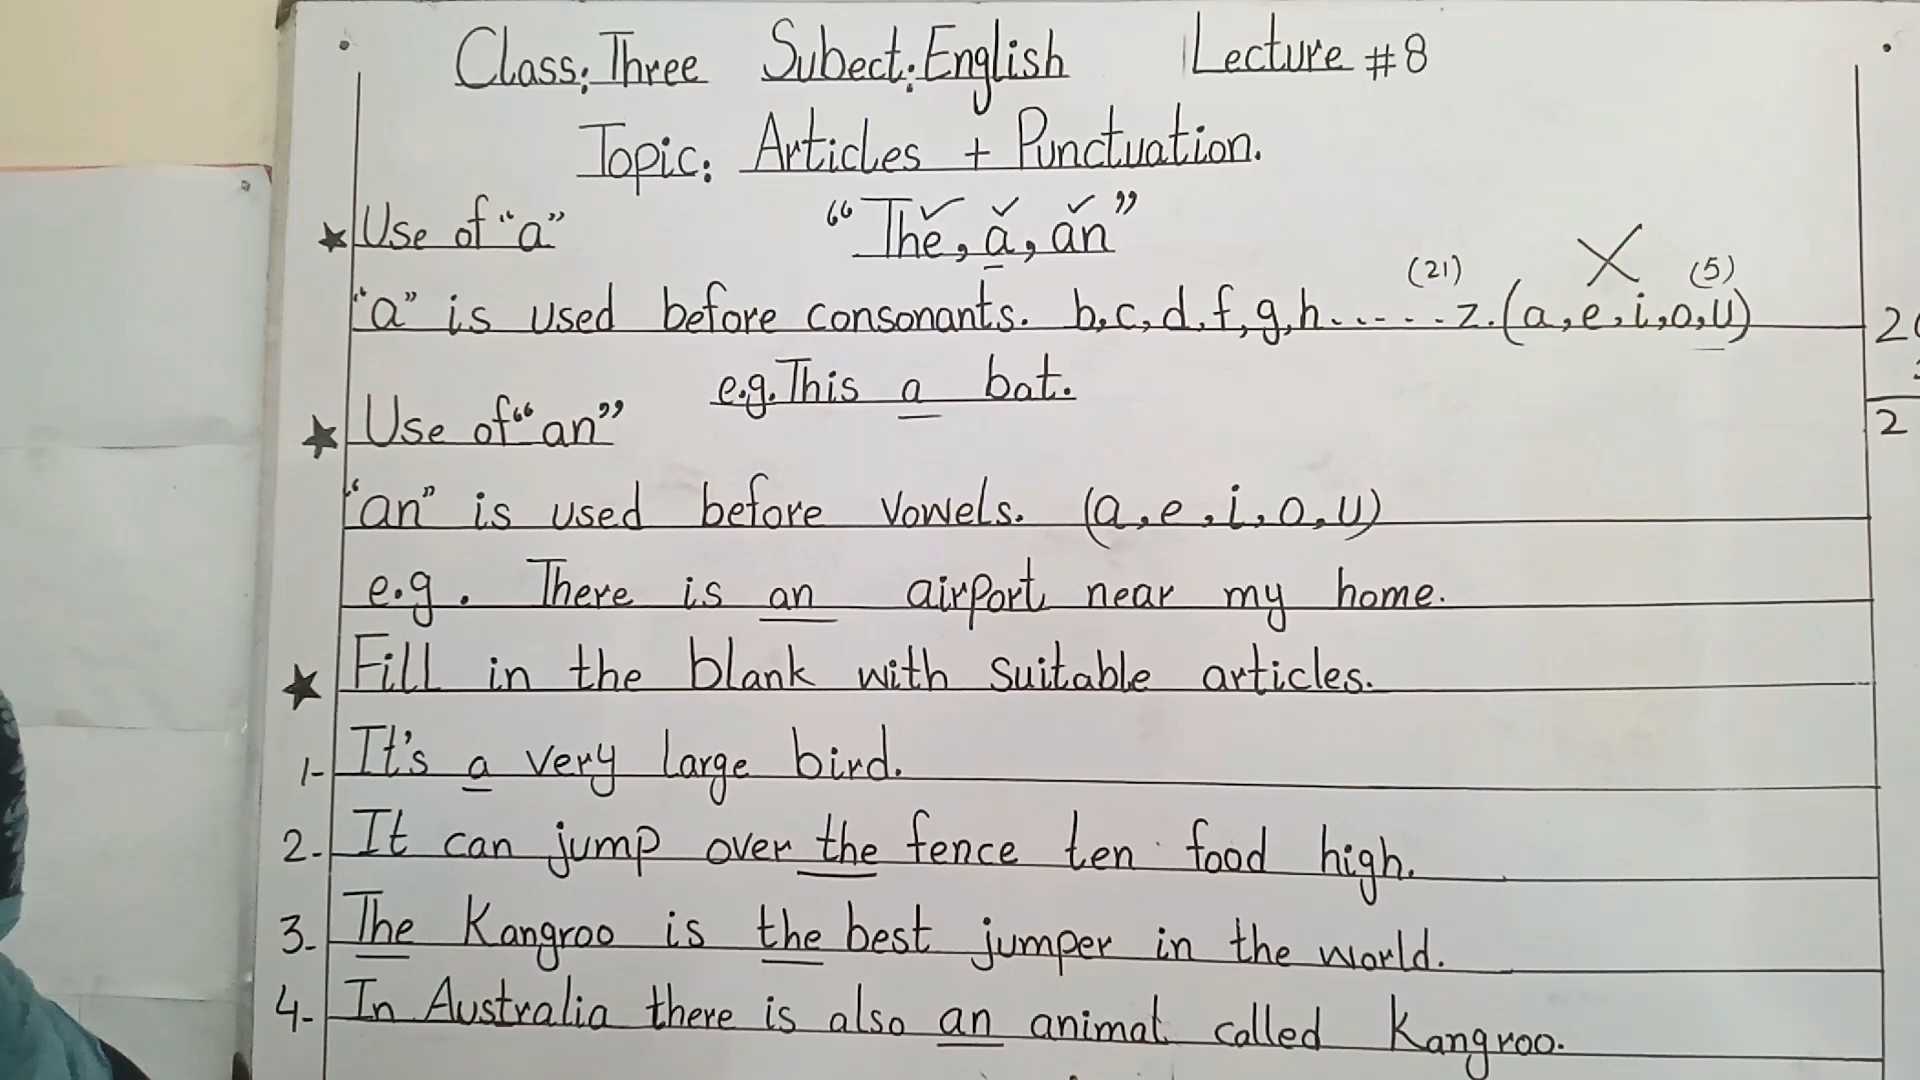 Class: Three Subect: English Lecture #8
Topic: Articles + Punctuation.
Use of "a" "The, a, an"
(21) (5)
"a" is used before consonants. b,c,d,f,g,h......z.(a,e,i,o,u)
e.g. This a bat.
Use of "an"
"an" is used before vowels. (a,e,i,o,u)
e.g. There is an airport near my home.
Fill in the blank with suitable articles.
1- It's a very large bird.
2- It can jump over the fence ten food high.
3- The Kangroo is the best jumper in the world.
4- In Australia there is also an animal called Kangroo.